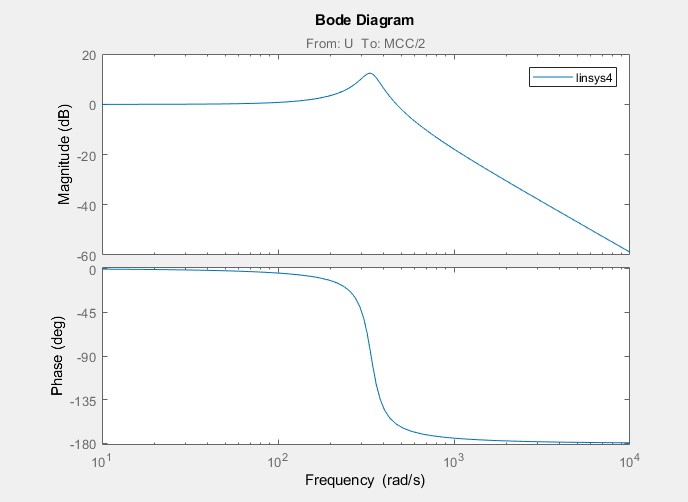 Bode Diagram
From: U  To: MCC/2
linsys4
Magnitude (dB)
20
0
-20
-40
-60
Phase (deg)
0
-45
-90
-135
-180
10^1
10^2
10^3
10^4
Frequency (rad/s)